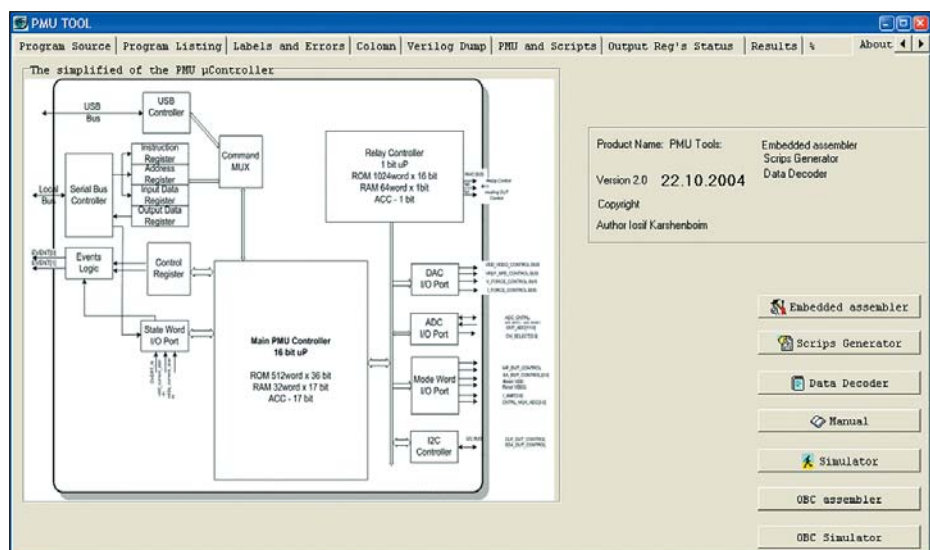 PMU TOOL
Program Source
Program Listing
Labels and Errors
Colomn
Verilog Dump
PMU and Scripts
Output Reg's Status
Results
%
About
The simplified of the PMU µController
USB
Bus
USB
Controller
Instruction
Register
Address
Register
Input Data
Register
Output Data
Register
Command
MUX
Local
Bus
Serial Bus
Controller
EVENT[0]
EVENT[1]
Events
Logic
Control
Register
State Word
I/O Port
Main PMU Controller
16 bit uP
ROM 512word x 36 bit
RAM 32word x 17 bit
ACC - 17 bit
Relay Controller
1 bit uP
ROM 1024word x 16 bit
RAM 64word x 1bit
ACC - 1 bit
DAC
I/O Port
ADC
I/O Port
Mode Word
I/O Port
I2C
Controller
Product Name: PMU Tools:
Embedded assembler
Scrips Generator
Data Decoder
Version 2.0 22.10.2004
Copyright
Author Iosif Karshenboim
Embedded assembler
Scrips Generator
Data Decoder
Manual
Simulator
OBC assembler
OBC Simulator